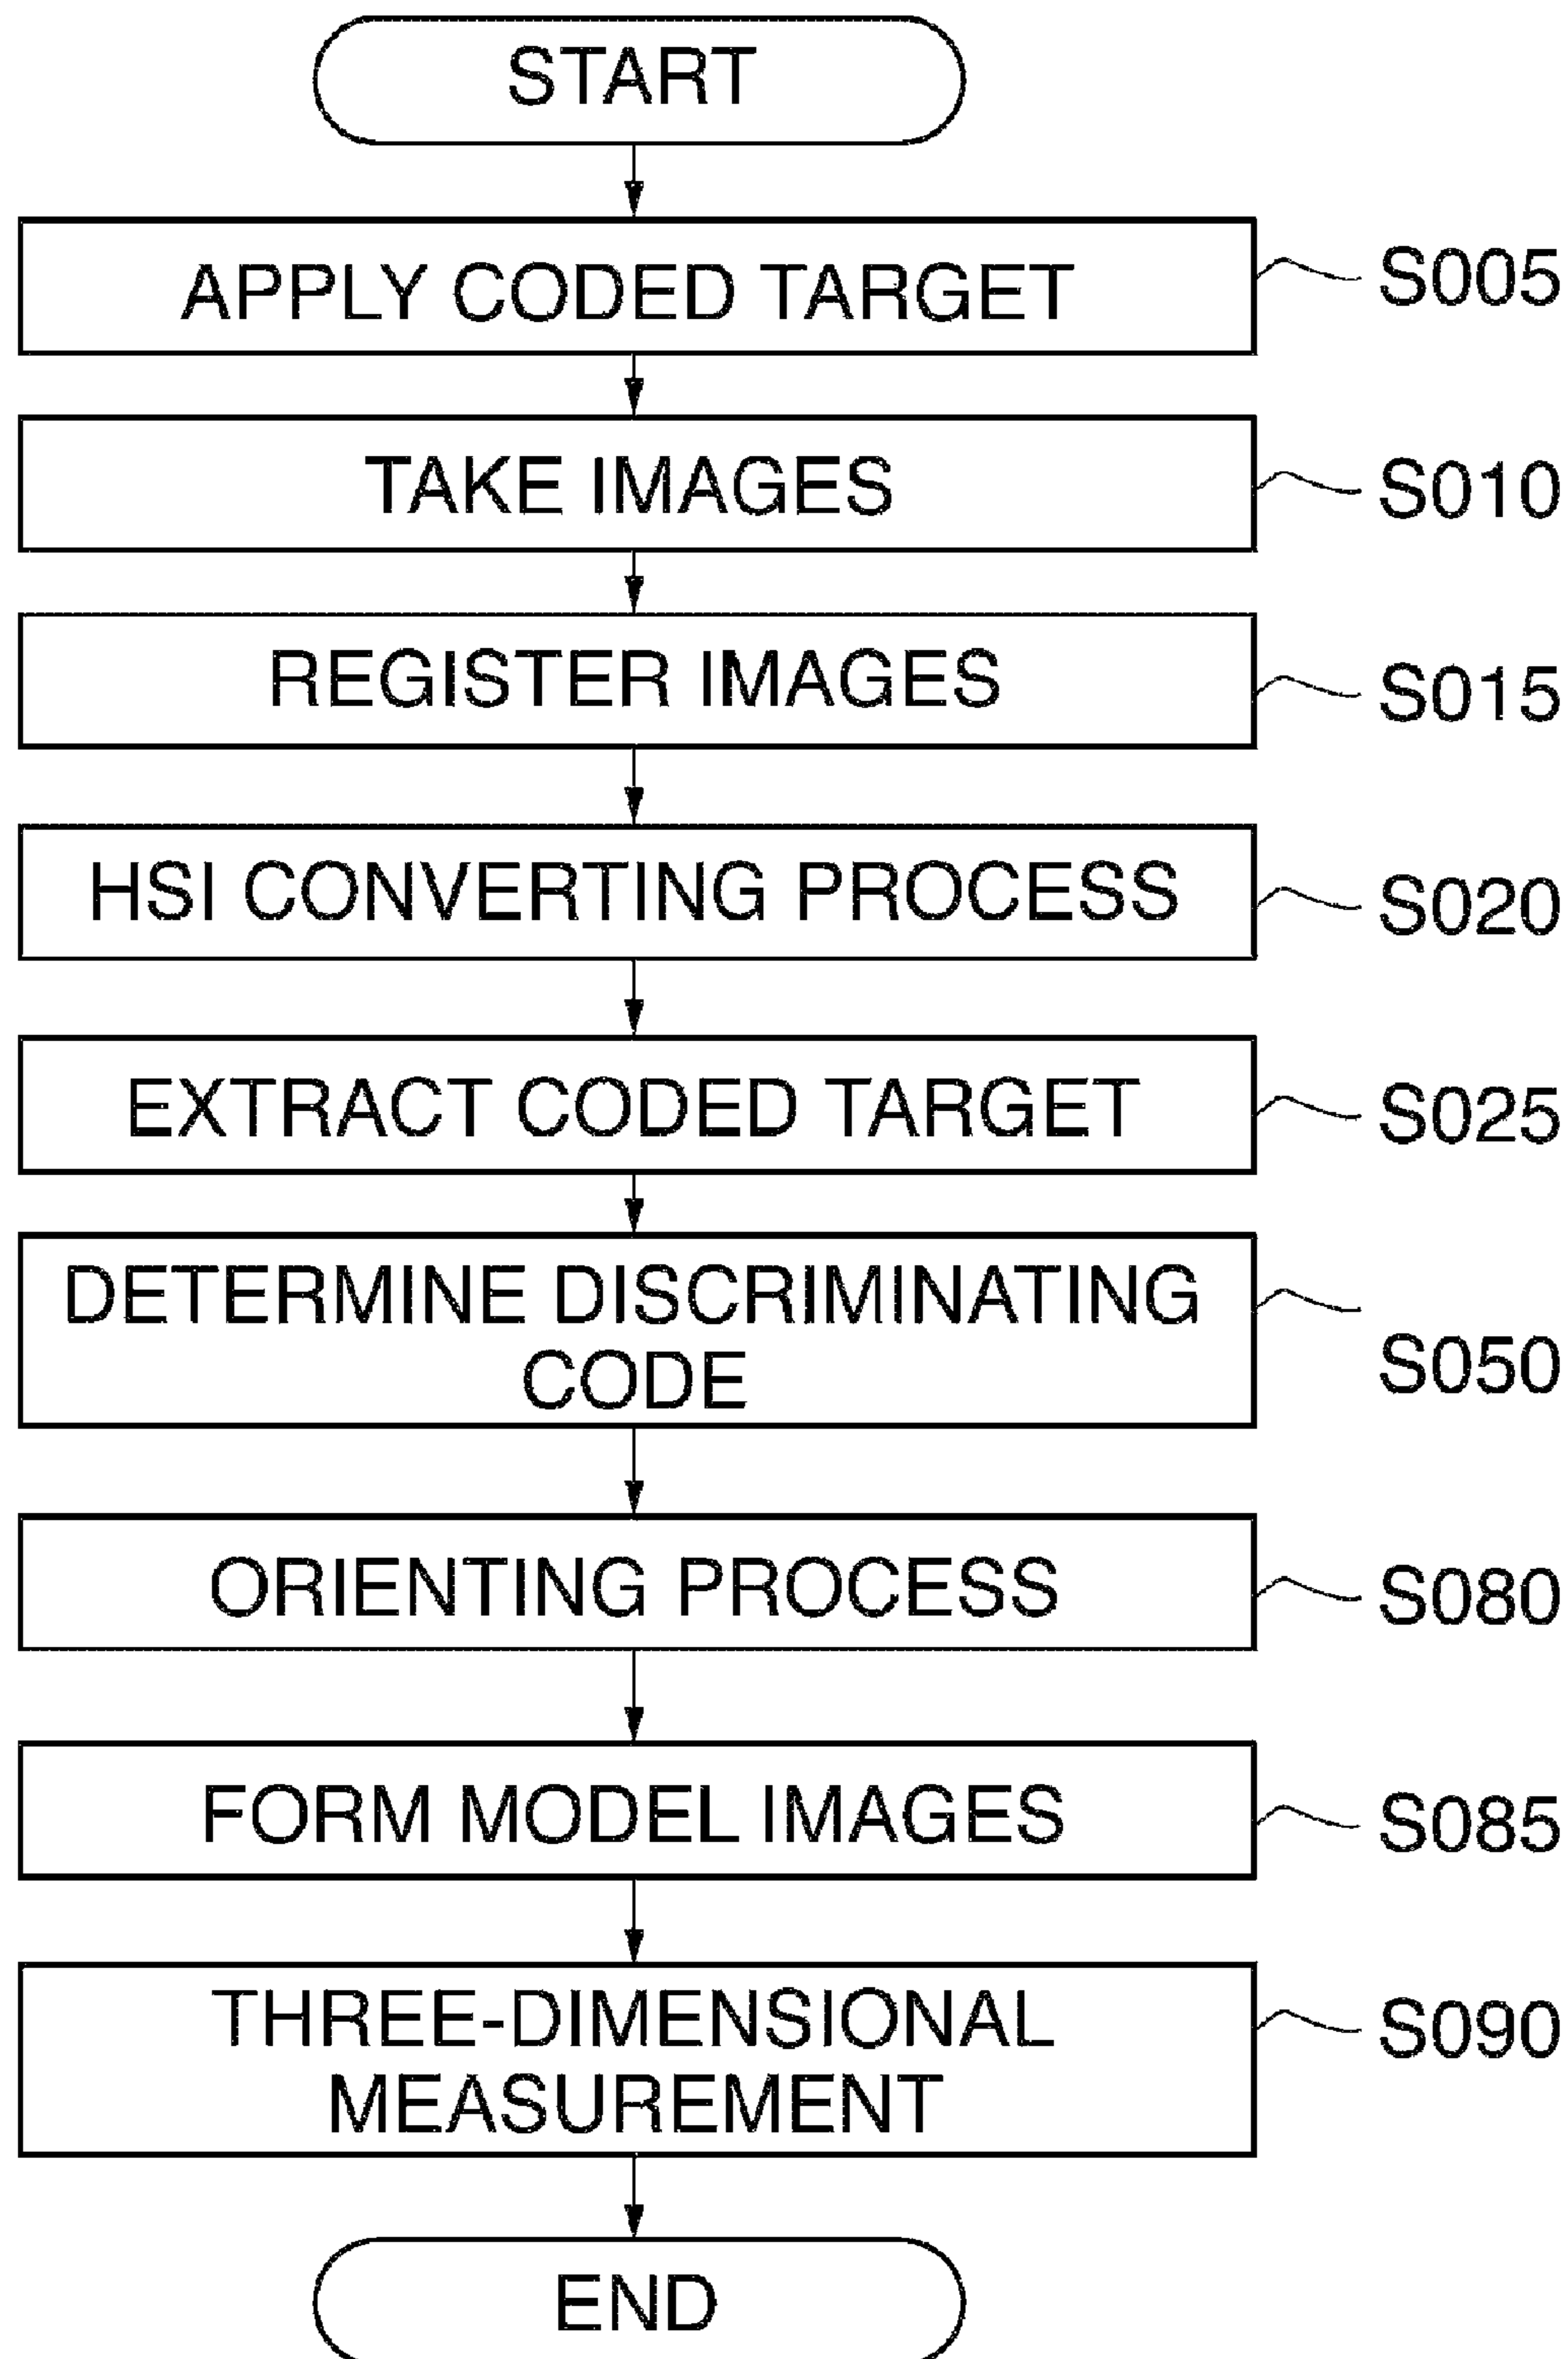 START
APPLY CODED TARGET
S005
TAKE IMAGES
S010
REGISTER IMAGES
S015
HSI CONVERTING PROCESS
S020
EXTRACT CODED TARGET
S025
DETERMINE DISCRIMINATING
CODE
S050
ORIENTING PROCESS
S080
FORM MODEL IMAGES
S085
THREE-DIMENSIONAL
MEASUREMENT
S090
END